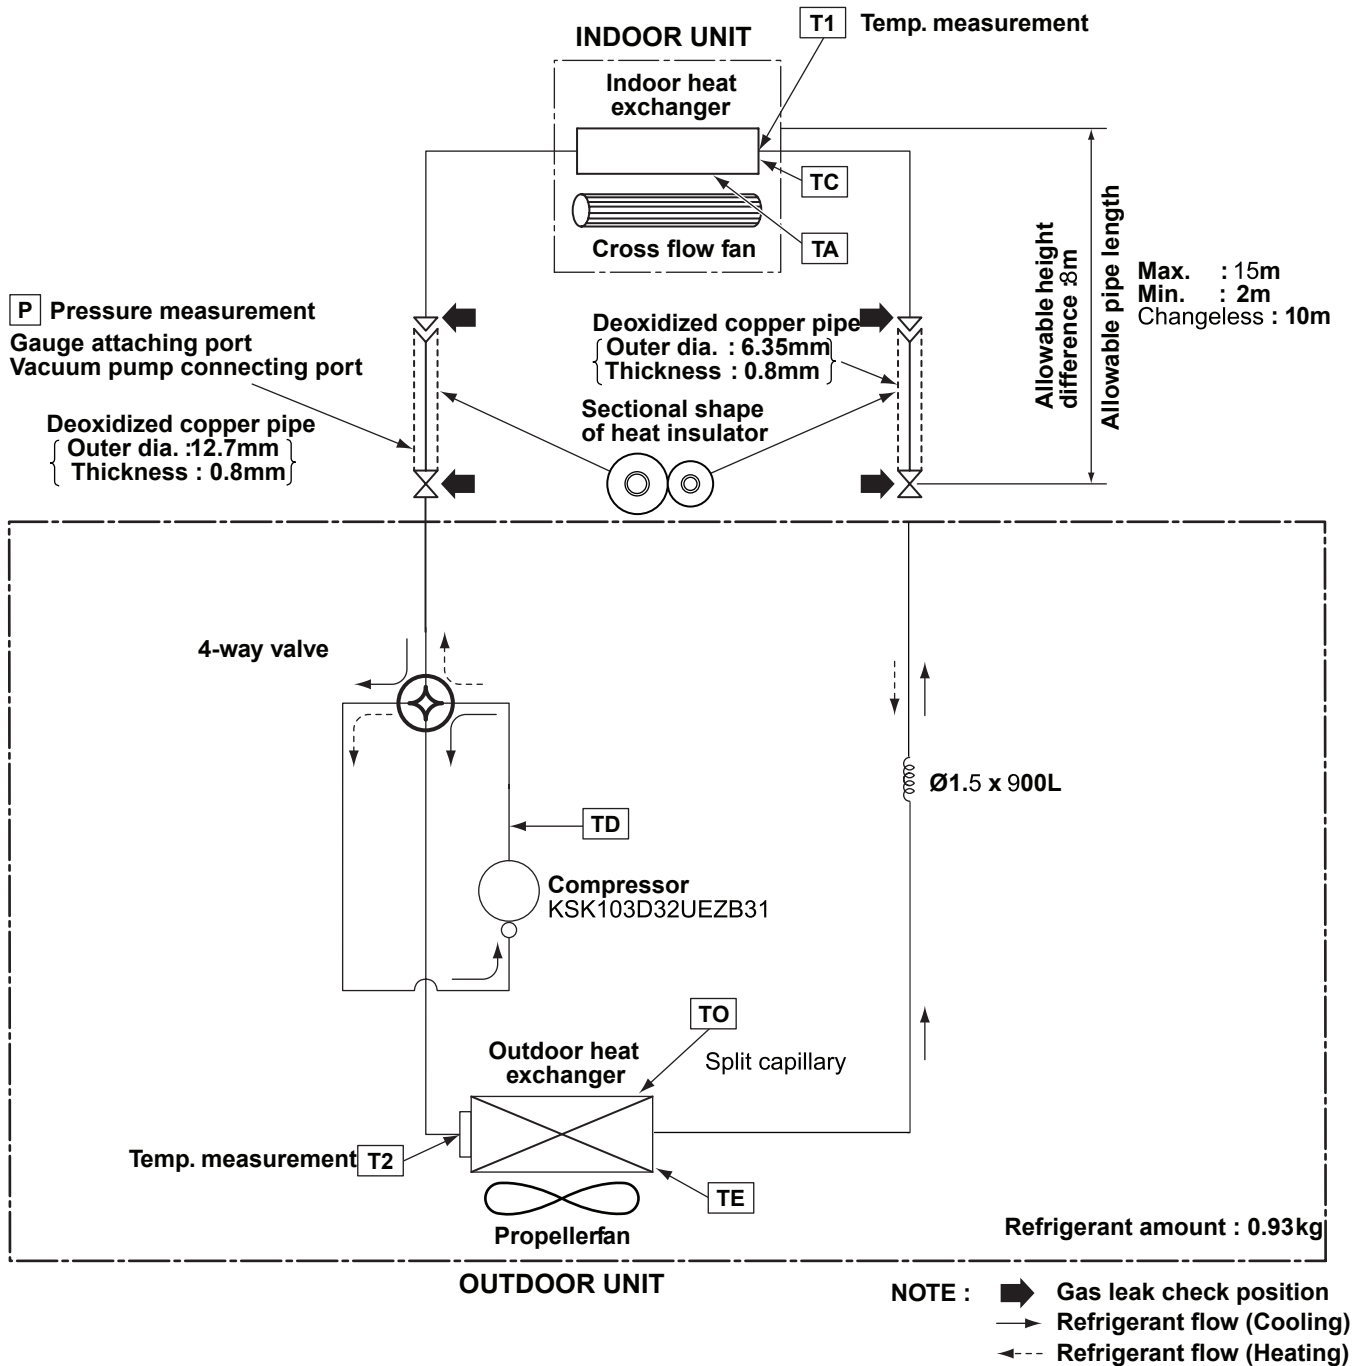 T1 Temp. measurement
INDOOR UNIT
Indoor heat
exchanger
TC
TA
Cross flow fan
Allowable height
difference :8m
Allowable pipe length
Max. : 15m
Min. : 2m
Changeless : 10m
P Pressure measurement
Gauge attaching port
Vacuum pump connecting port
Deoxidized copper pipe
Outer dia. : 6.35mm
Thickness : 0.8mm
Sectional shape
of heat insulator
Deoxidized copper pipe
Outer dia. :12.7mm
Thickness : 0.8mm
4-way valve
Ø1.5 x 900L
TD
Compressor
KSK103D32UEZB31
TO
Outdoor heat
exchanger
Split capillary
Temp. measurement T2
TE
Propellerfan
Refrigerant amount : 0.93kg
OUTDOOR UNIT
NOTE : Gas leak check position
Refrigerant flow (Cooling)
Refrigerant flow (Heating)